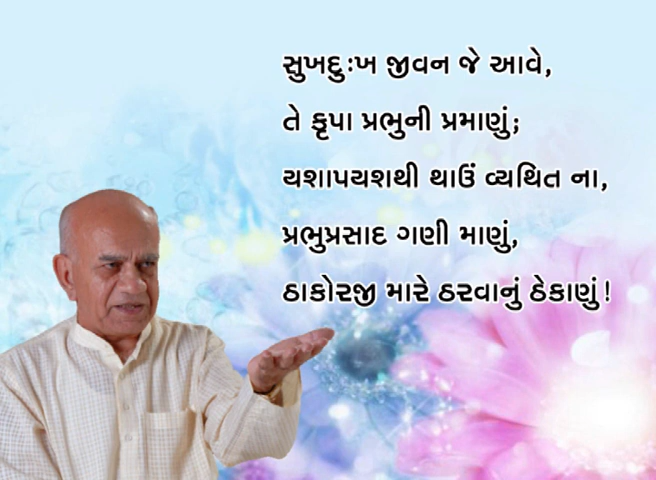 સુખદુઃખ જીવન જે આવે,
તે કૃપા પ્રભુની પ્રમાણું;
યશાપયશથી થાઉં વ્યથિત ના,
પ્રભુપ્રસાદ ગણી માણું,
ઠાકોરજી મારે ઠરવાનું ઠેકાણું!